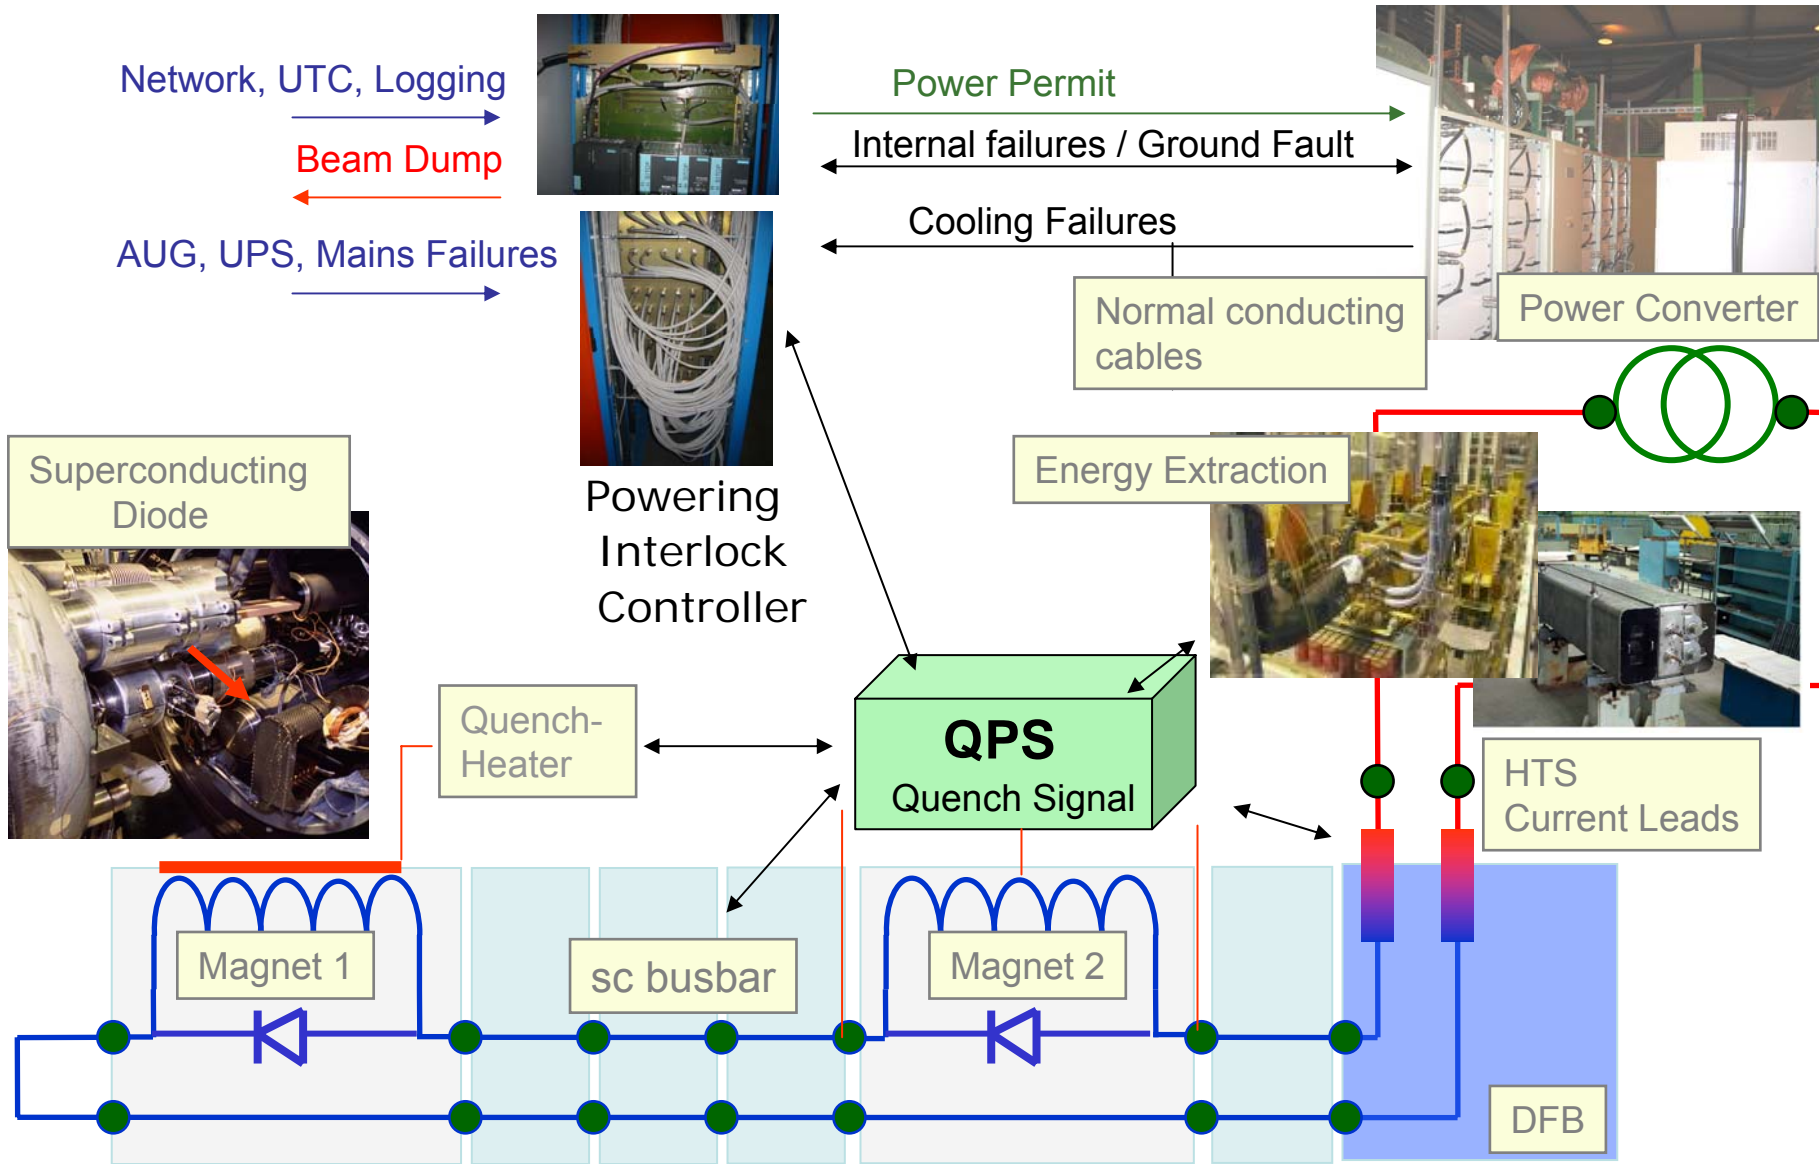 Network, UTC, Logging
Power Permit
Beam Dump
Internal failures / Ground Fault
Cooling Failures
AUG, UPS, Mains Failures
Normal conducting
cables
Power Converter
Superconducting
Diode
Energy Extraction
Powering
Interlock
Controller
Quench-
Heater
QPS
Quench Signal
HTS
Current Leads
Magnet 1
sc busbar
Magnet 2
DFB